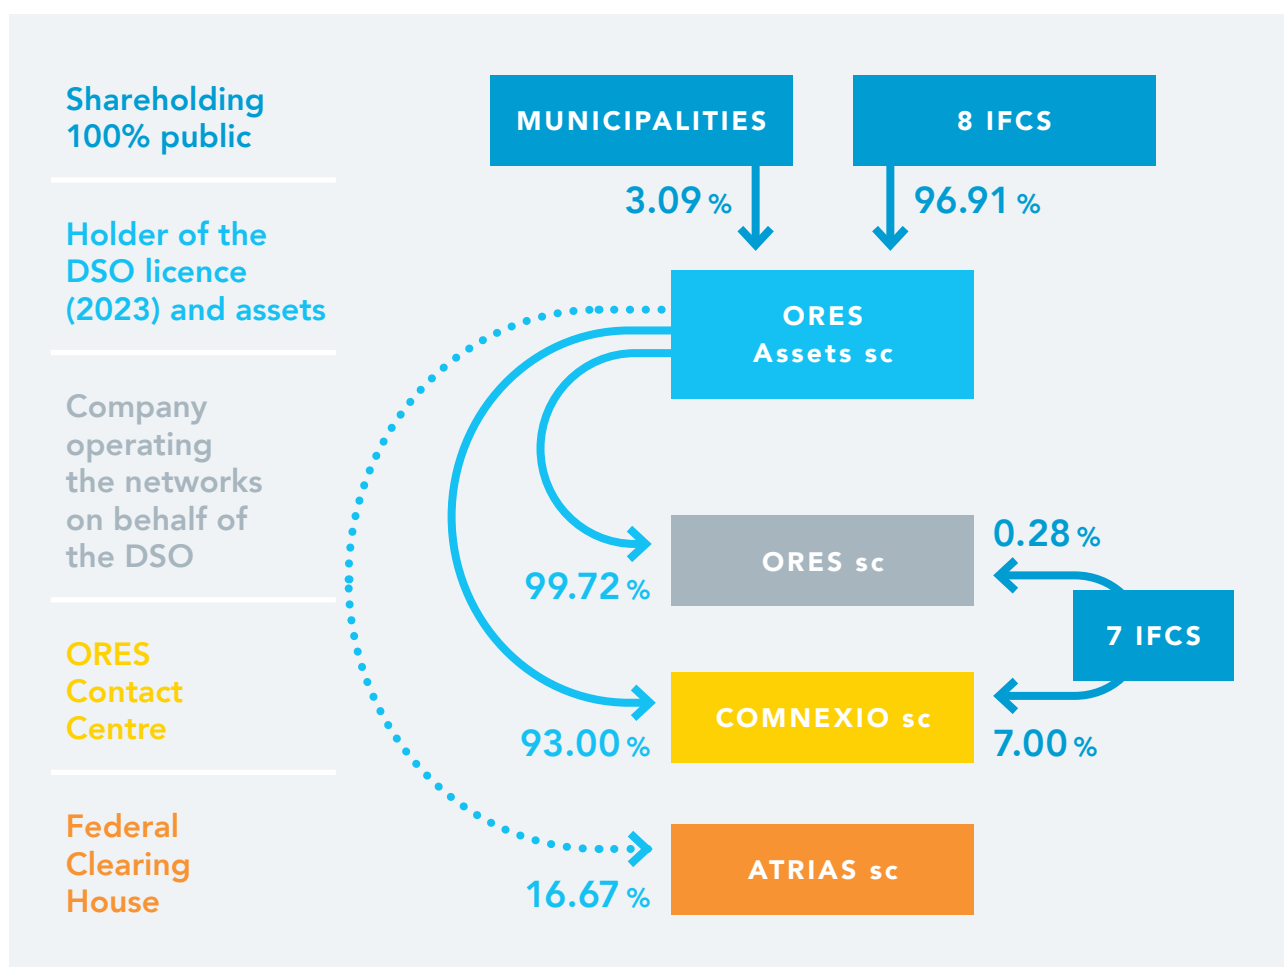 Shareholding
100% public
MUNICIPALITIES
8 IFCS
3.09 %
96.91 %
Holder of the
DSO licence
(2023) and assets
ORES
Assets sc
Company
operating
the networks
on behalf of
the DSO
ORES sc
99.72 %
0.28 %
7 IFCS
ORES
Contact
Centre
COMNEXIO sc
93.00 %
7.00 %
Federal
Clearing
House
ATRIAS sc
16.67 %